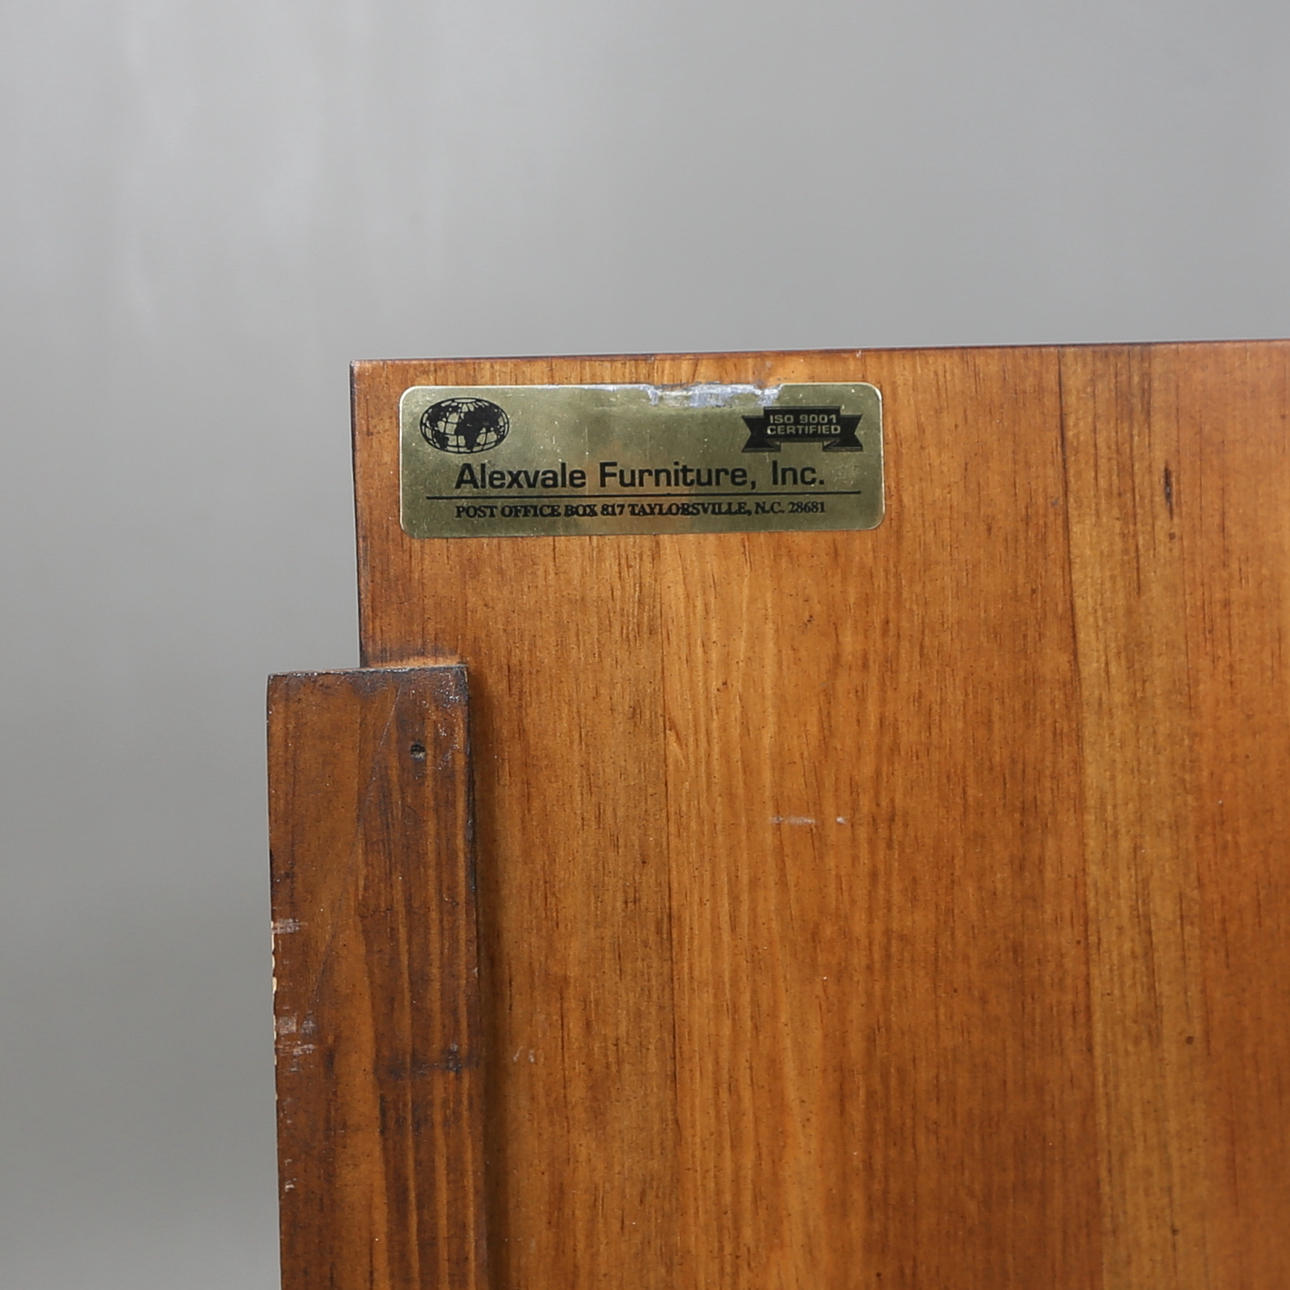 ISO 9001
CERTIFIED
Alexvale Furniture, Inc.
POST OFFICE BOX 817 TAYLORSVILLE, N.C. 28681